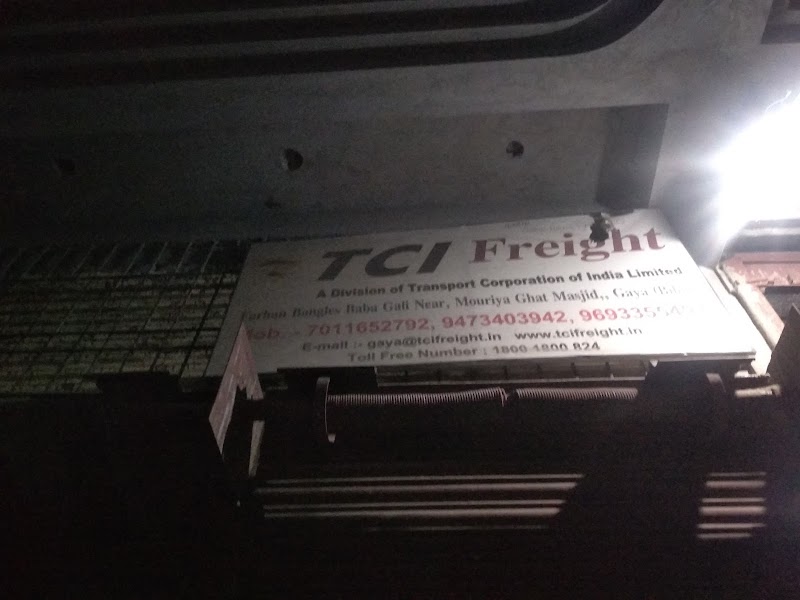 TCI Freight
A Division of Transport Corporation of India Limited
Farhan Bangles Baba Gali Near, Mouriya Ghat Masjid,, Gaya
Mob. - 7011652792, 9473403942,
E-mail :- gaya@tcifreight.in www.tcifreight.in
Toll Free Number : 1800 1800 824